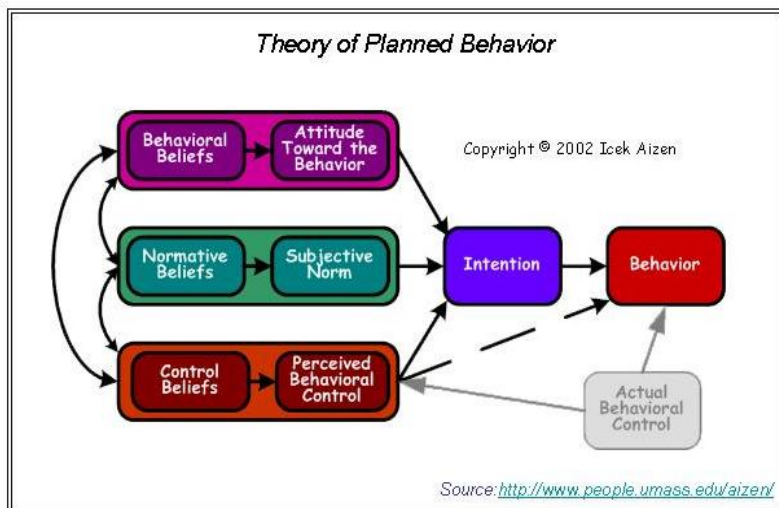 Theory of Planned Behavior
Behavioral
Beliefs
Attitude
Toward the
Behavior
Copyright © 2002 Icek Aizen
Normative
Beliefs
Subjective
Norm
Intention
Behavior
Control
Beliefs
Perceived
Behavioral
Control
Actual
Behavioral
Control
Source:http://www.people.umass.edu/aizen/